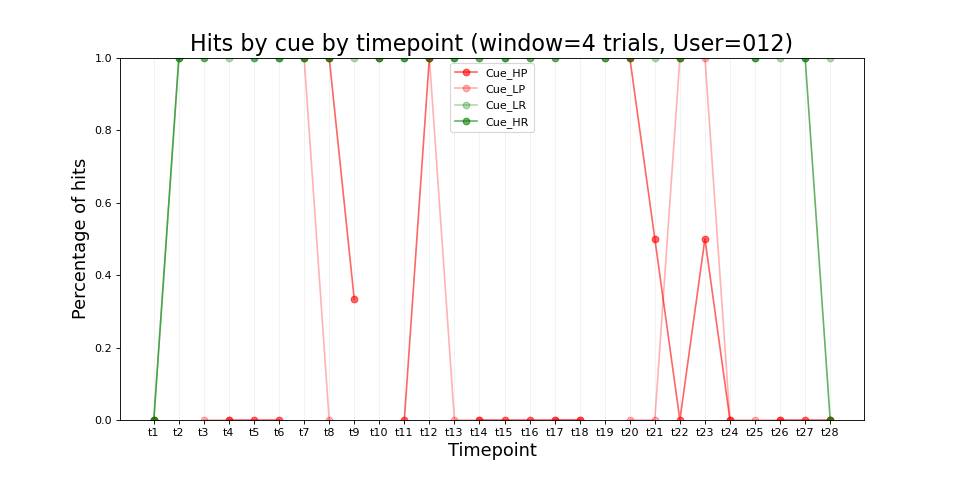 Hits by cue by timepoint (window=4 trials, User=012)
1.0
0.8
0.6
0.4
0.2
0.0
Percentage of hits
Cue_HP
Cue_LP
Cue_LR
Cue_HR
t1 t2 t3 t4 t5 t6 t7 t8 t9 t10 t11 t12 t13 t14 t15 t16 t17 t18 t19 t20 t21 t22 t23 t24 t25 t26 t27 t28
Timepoint